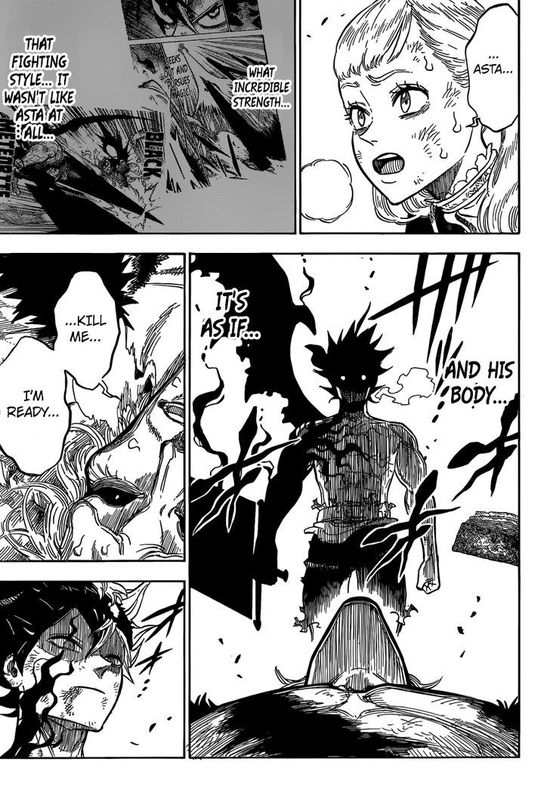 ...
ASTA...
WHAT
INCREDIBLE
STRENGTH...
THAT
FIGHTING
STYLE... IT
WASN'T LIKE
ASTA AT
ALL...
BLACK
METEORITE
AND HIS
BODY...
IT'S
AS IF...
...KILL
ME...
I'M
READY...